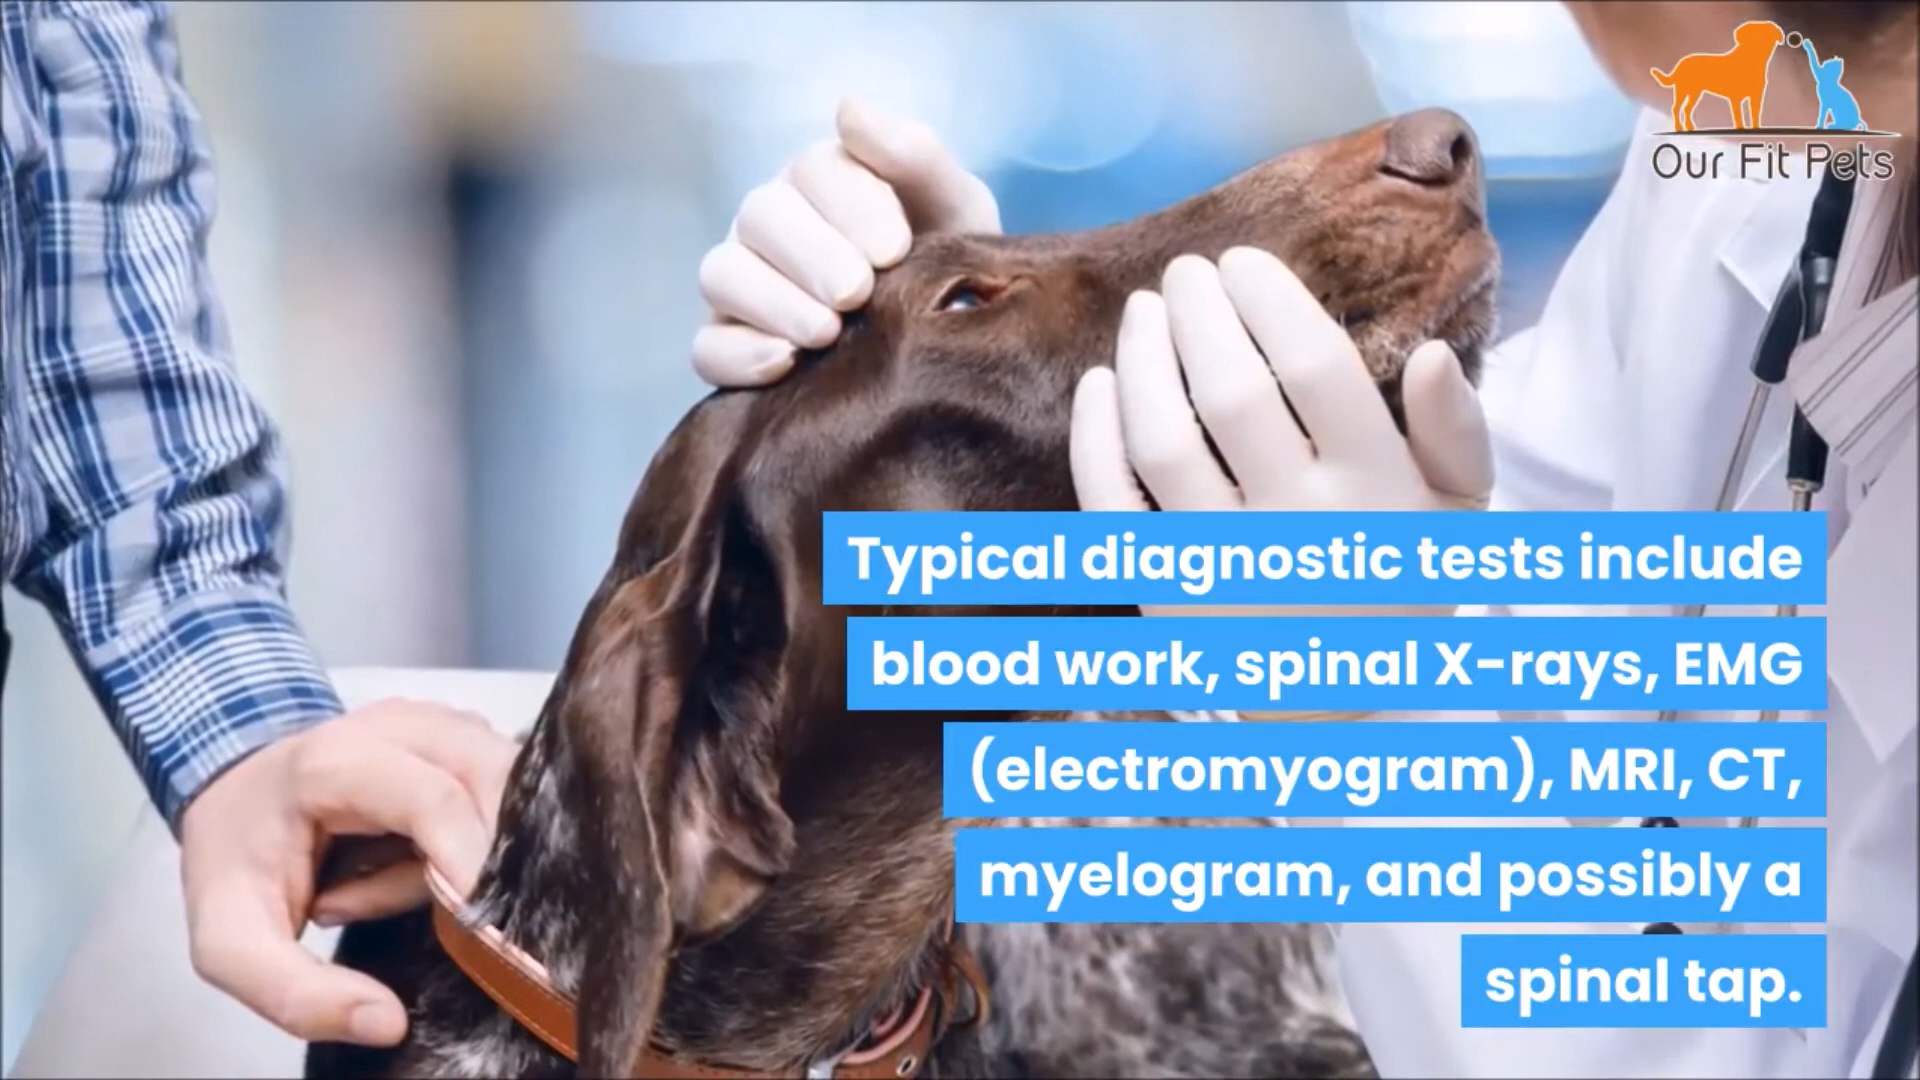 Our Fit Pets
Typical diagnostic tests include
blood work, spinal X-rays, EMG
(electromyogram), MRI, CT,
myelogram, and possibly a
spinal tap.